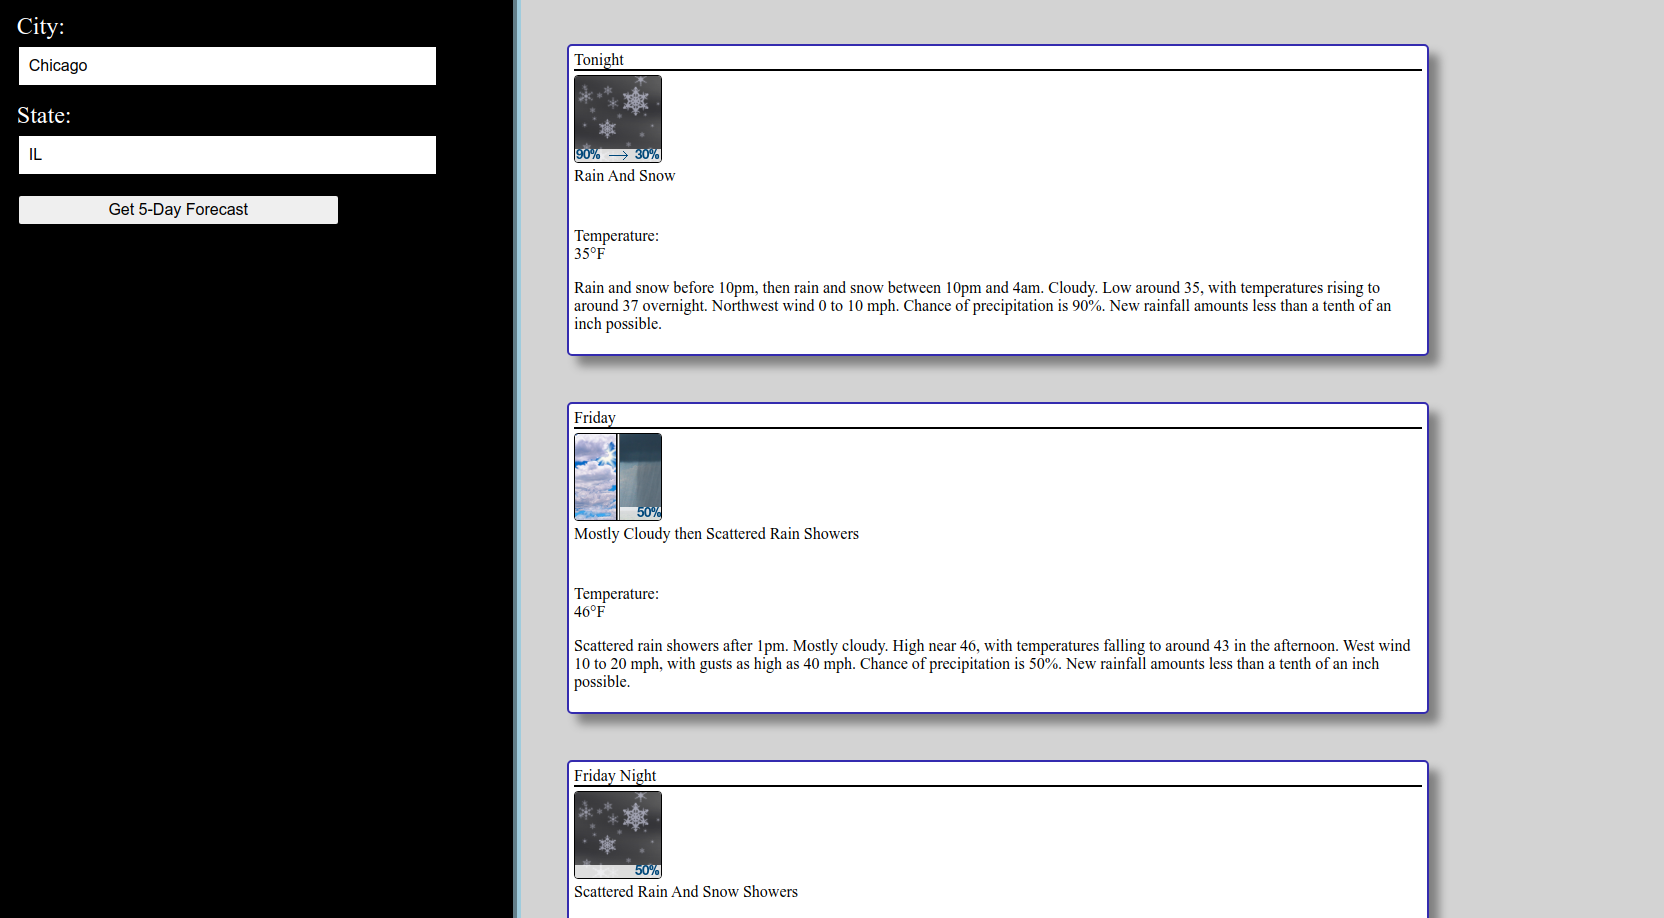 City:
Chicago
State:
IL
Get 5-Day Forecast
Tonight
90% → 30%
Rain And Snow
Temperature:
35°F
Rain and snow before 10pm, then rain and snow between 10pm and 4am. Cloudy. Low around 35, with temperatures rising to
around 37 overnight. Northwest wind 0 to 10 mph. Chance of precipitation is 90%. New rainfall amounts less than a tenth of an
inch possible.
Friday
50%
Mostly Cloudy then Scattered Rain Showers
Temperature:
46°F
Scattered rain showers after 1pm. Mostly cloudy. High near 46, with temperatures falling to around 43 in the afternoon. West wind
10 to 20 mph, with gusts as high as 40 mph. Chance of precipitation is 50%. New rainfall amounts less than a tenth of an inch
possible.
Friday Night
50%
Scattered Rain And Snow Showers